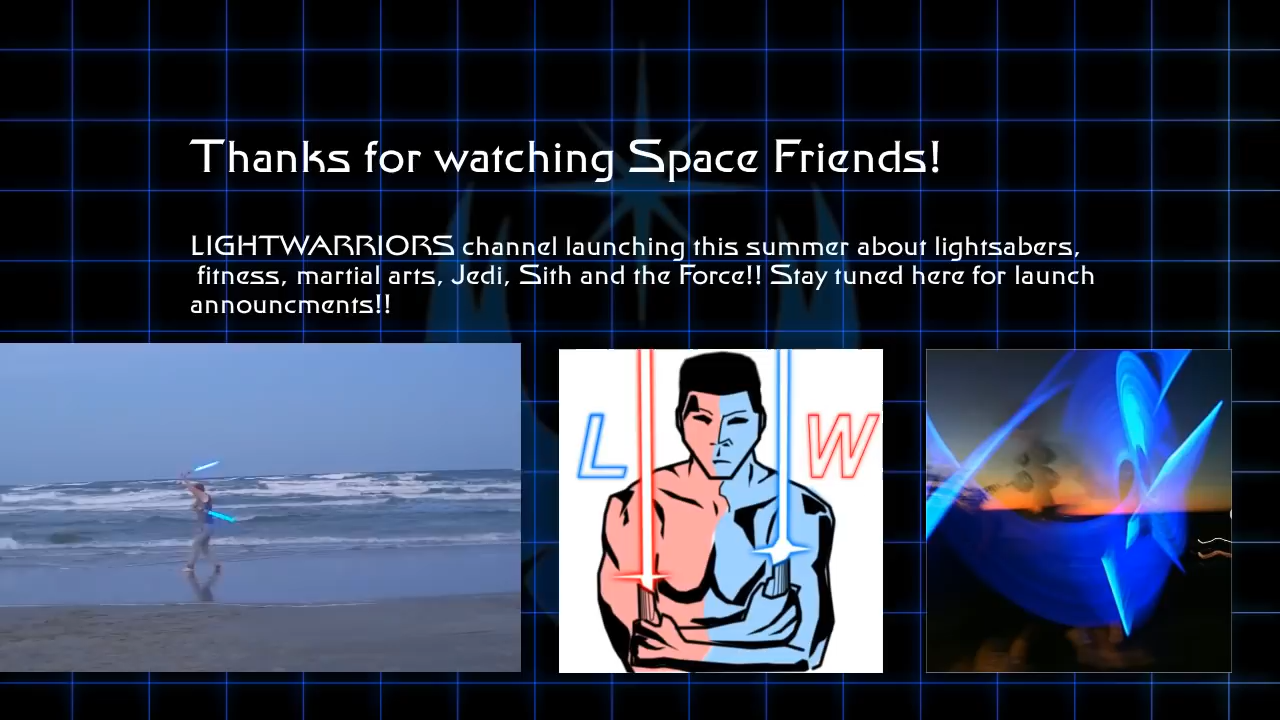 Thanks for watching Space Friends!
LIGHTWARRIORS channel launching this summer about lightsabers,
fitness, martial arts, Jedi, Sith and the Force!! Stay tuned here for launch
announcments!!
L W